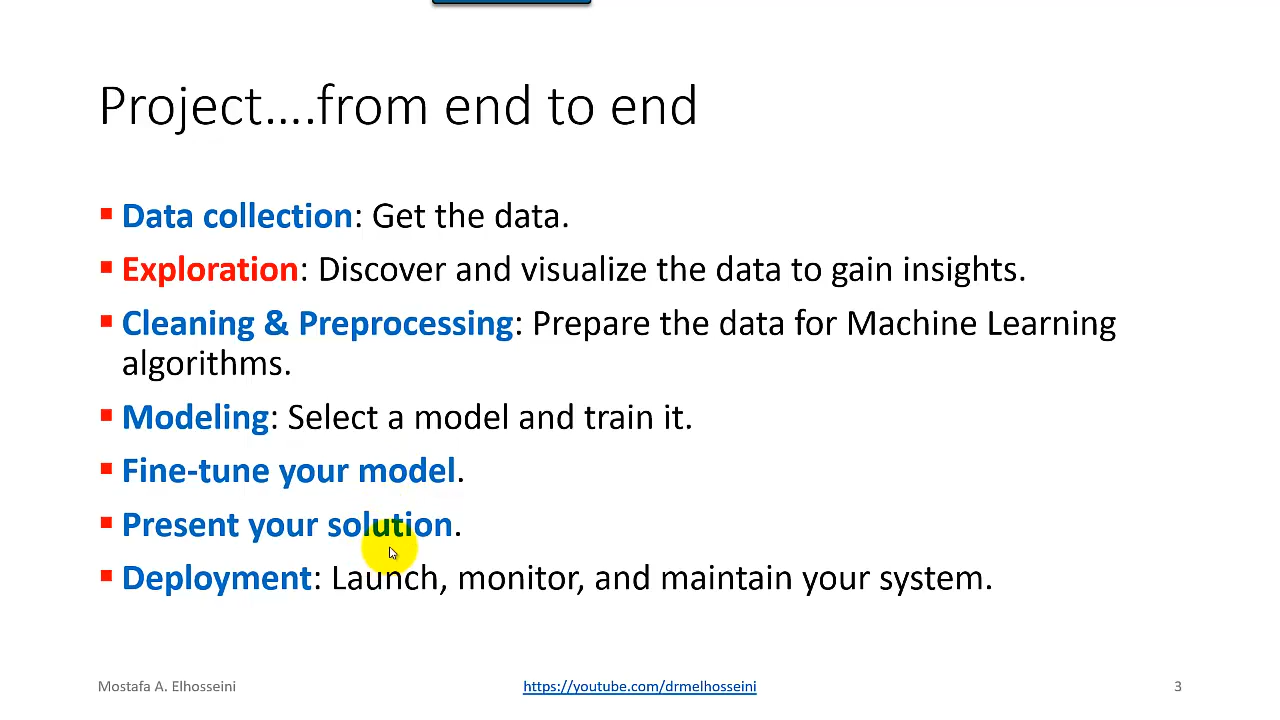 Project....from end to end
▪ Data collection: Get the data.
▪ Exploration: Discover and visualize the data to gain insights.
▪ Cleaning & Preprocessing: Prepare the data for Machine Learning
algorithms.
▪ Modeling: Select a model and train it.
▪ Fine-tune your model.
▪ Present your solution.
▪ Deployment: Launch, monitor, and maintain your system.
Mostafa A. Elhosseini
https://youtube.com/drmelhosseini
3